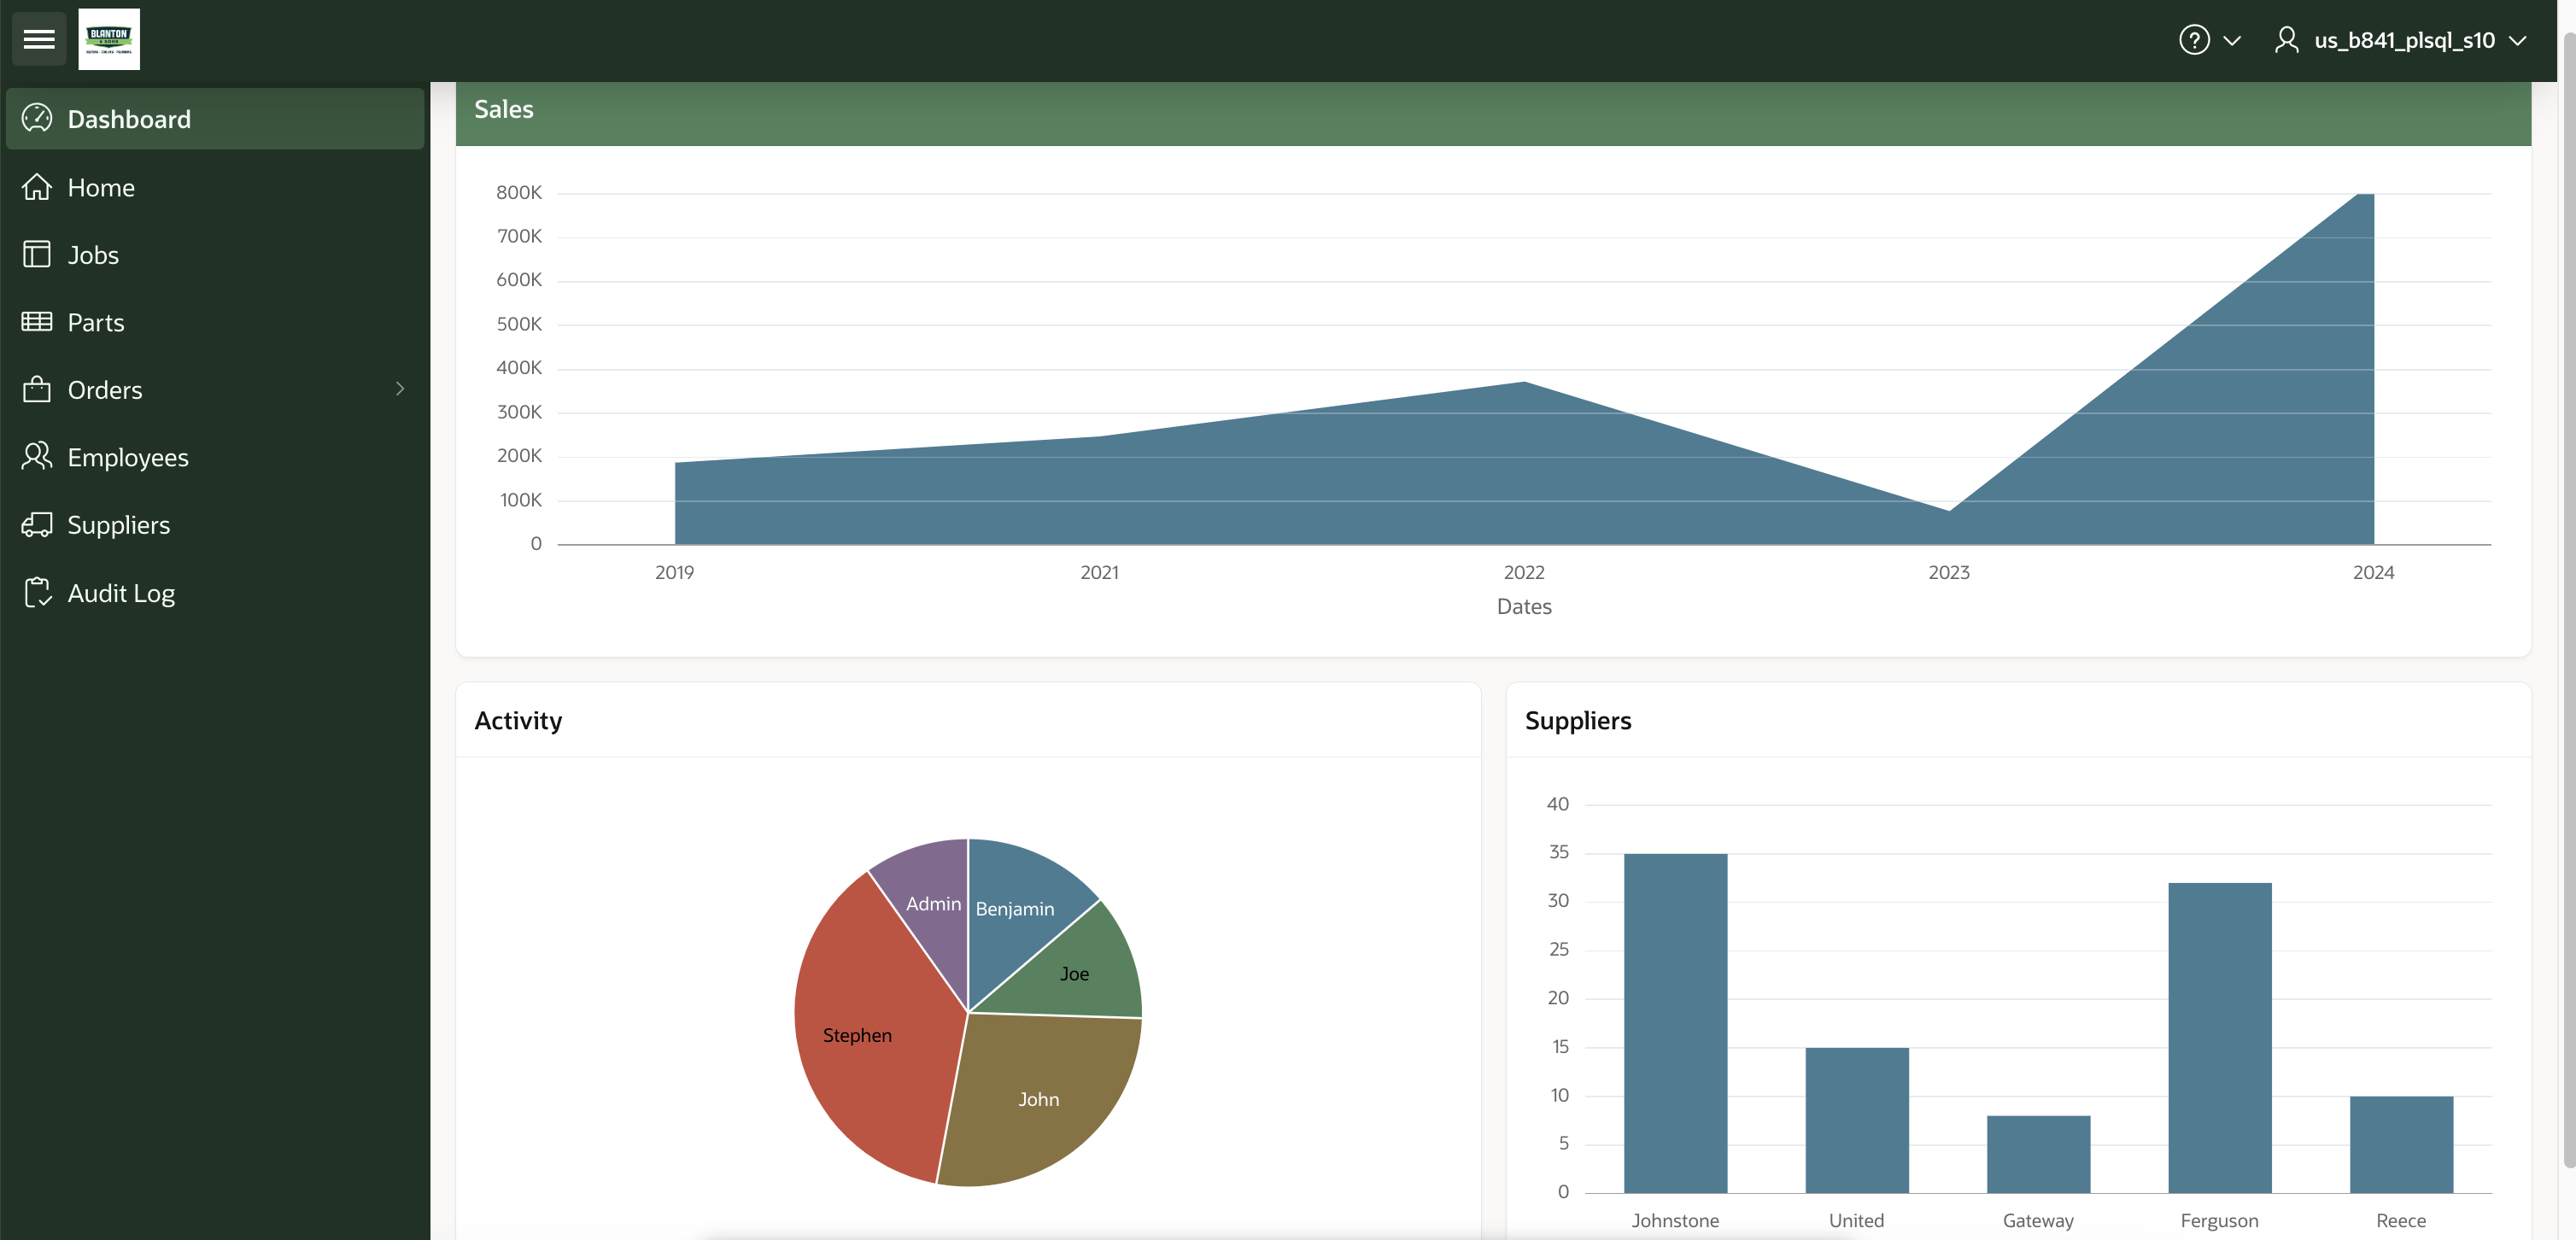 BLANTON
& SONS
us_b841_plsql_s10
Dashboard
Home
Jobs
Parts
Orders
Employees
Suppliers
Audit Log
Sales
800K
700K
600K
500K
400K
300K
200K
100K
0
2019 2021 2022 2023 2024
Dates
Activity
Admin
Benjamin
Joe
Stephen
John
Suppliers
40
35
30
25
20
15
10
5
0
Johnstone United Gateway Ferguson Reece